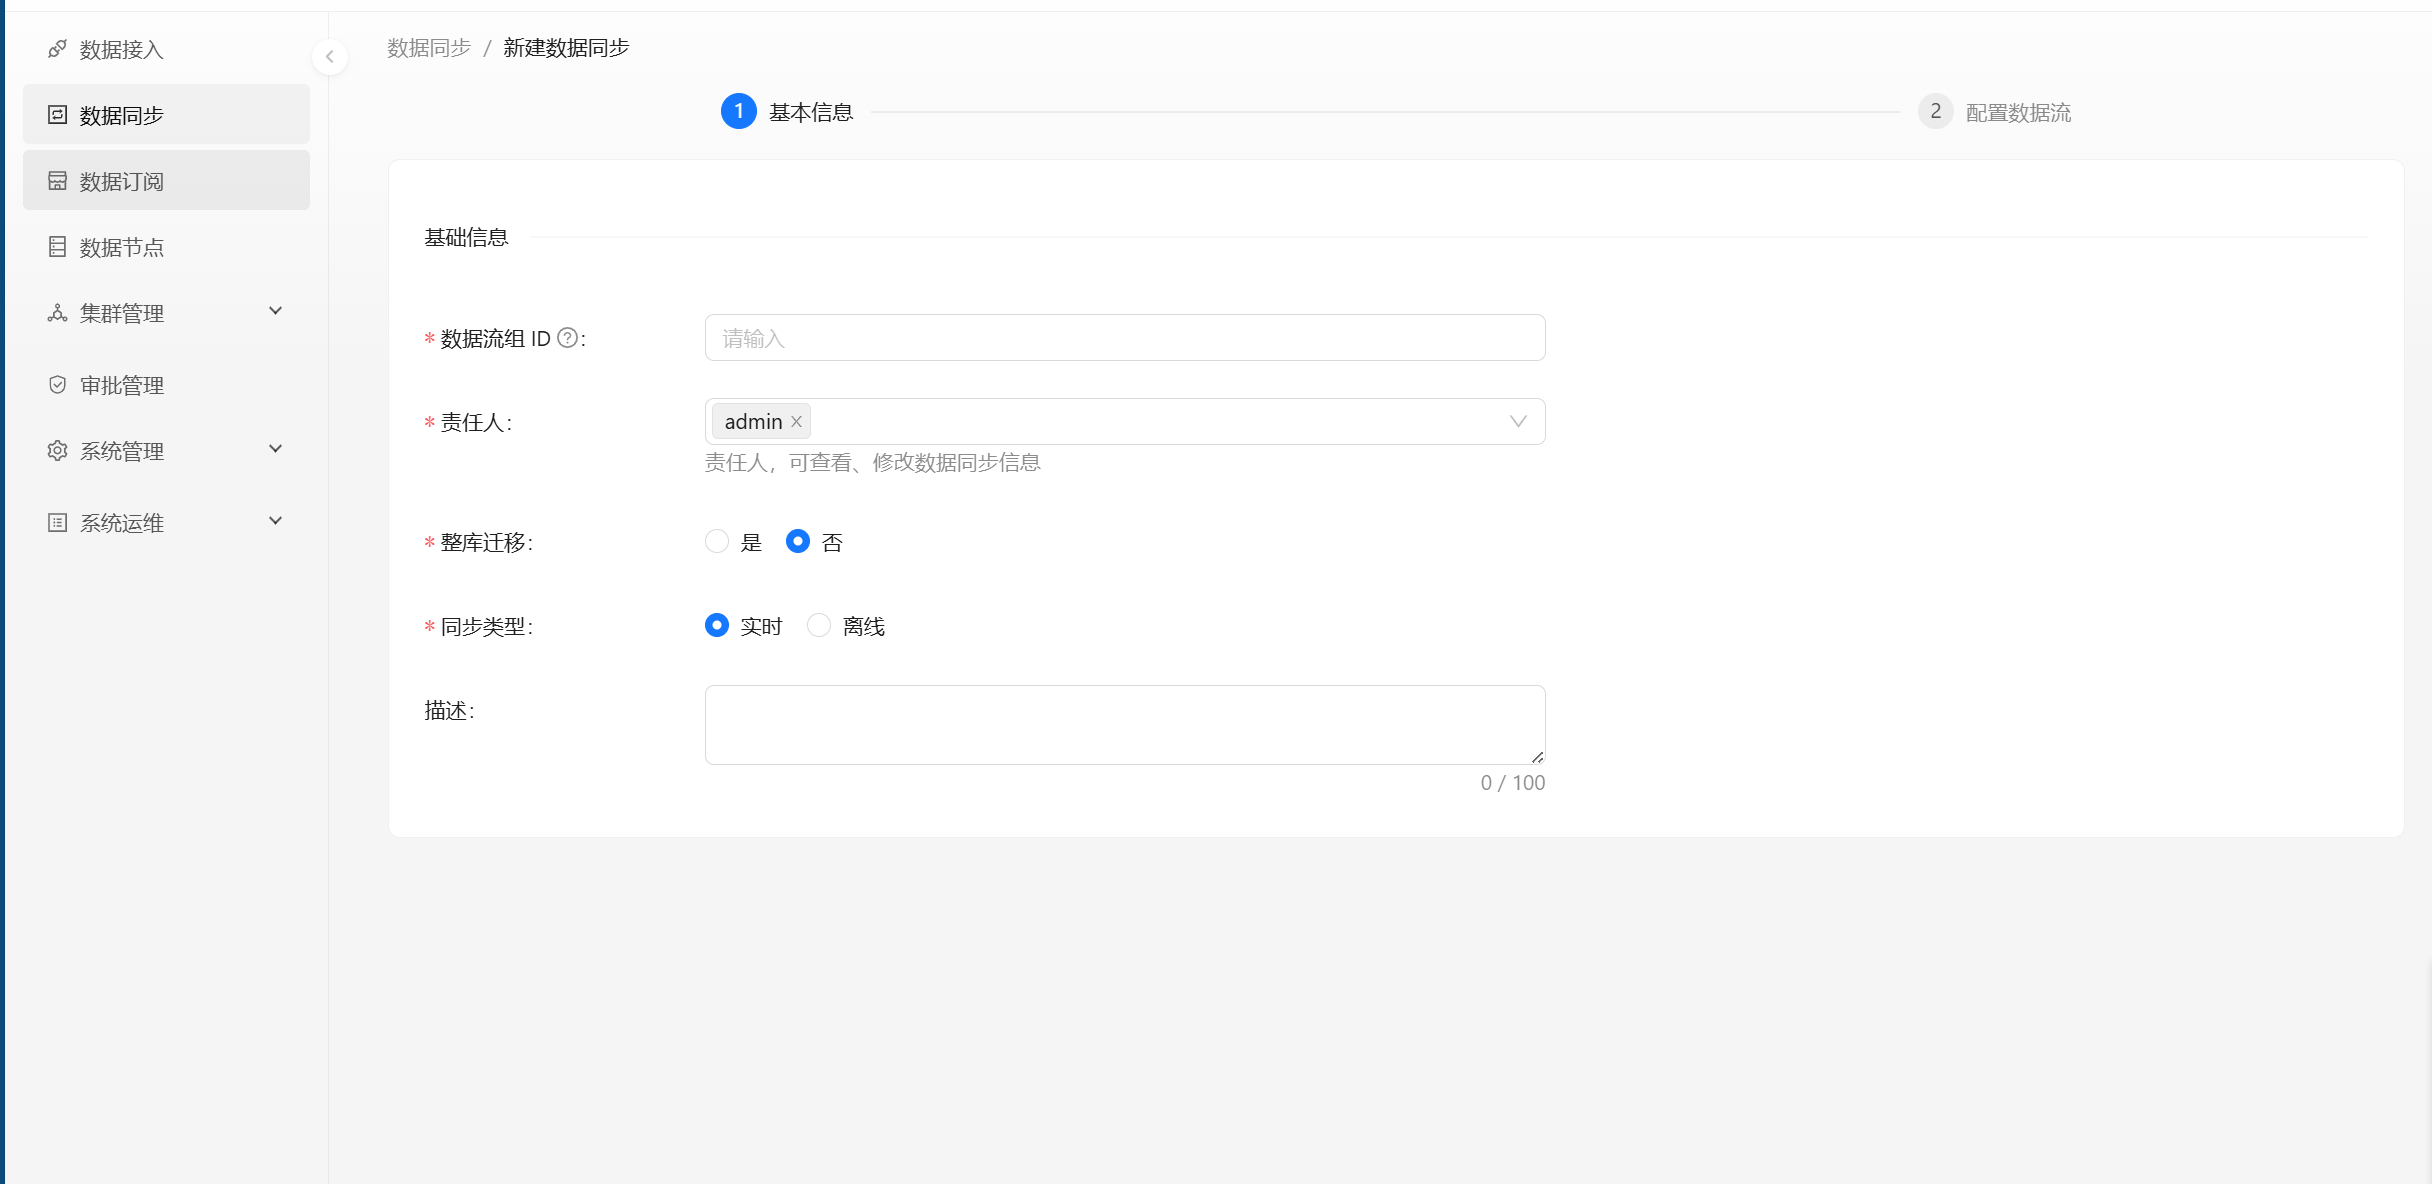 数据接入
数据同步
数据订阅
数据节点
集群管理
审批管理
系统管理
系统运维
数据同步 / 新建数据同步
1 基本信息
2 配置数据流
基础信息
* 数据流组 ID ? :
请输入
* 责任人 :
admin ×
责任人，可查看、修改数据同步信息
* 整库迁移 :
是 否
* 同步类型 :
实时 离线
描述 :
0 / 100